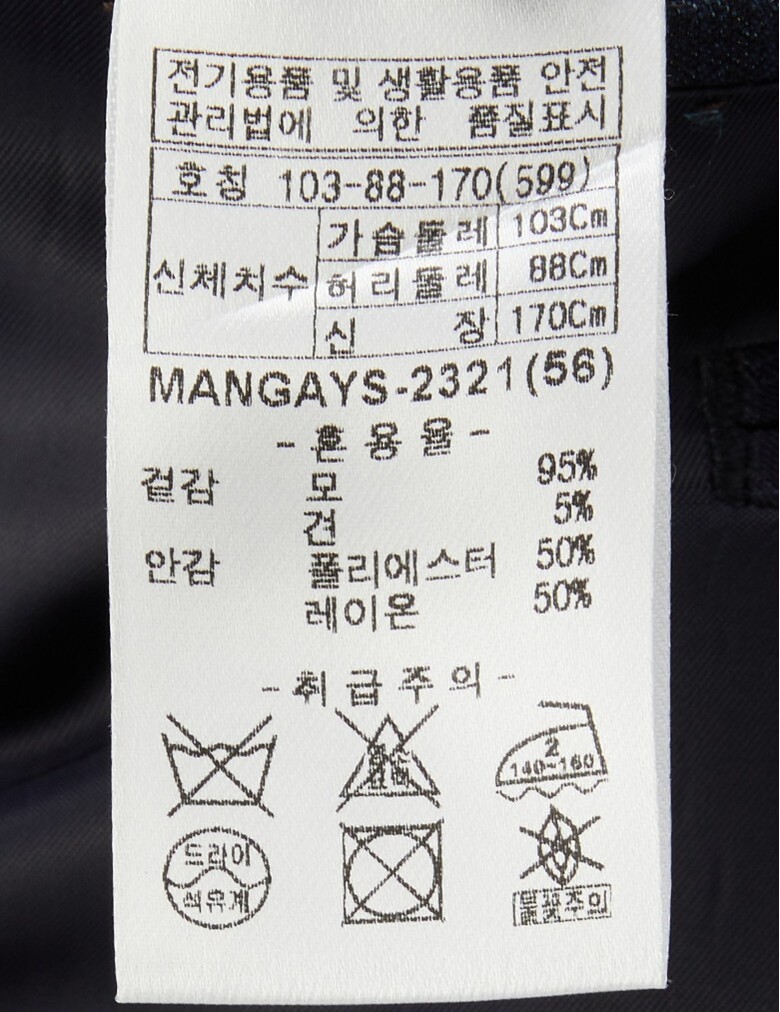 전기용품 및 생활용품 안전
관리법에 의한 품질표시
호칭 103-88-170(599)
신체치수
가슴둘레 103Cm
허리둘레 88Cm
신장 170Cm
MANGAYS-2321(56)
-혼용율-
겉감 모 95%
견 5%
안감 폴리에스터 50%
레이온 50%
-취급주의-
2
140~160
드라이
석유계
불꽃주의